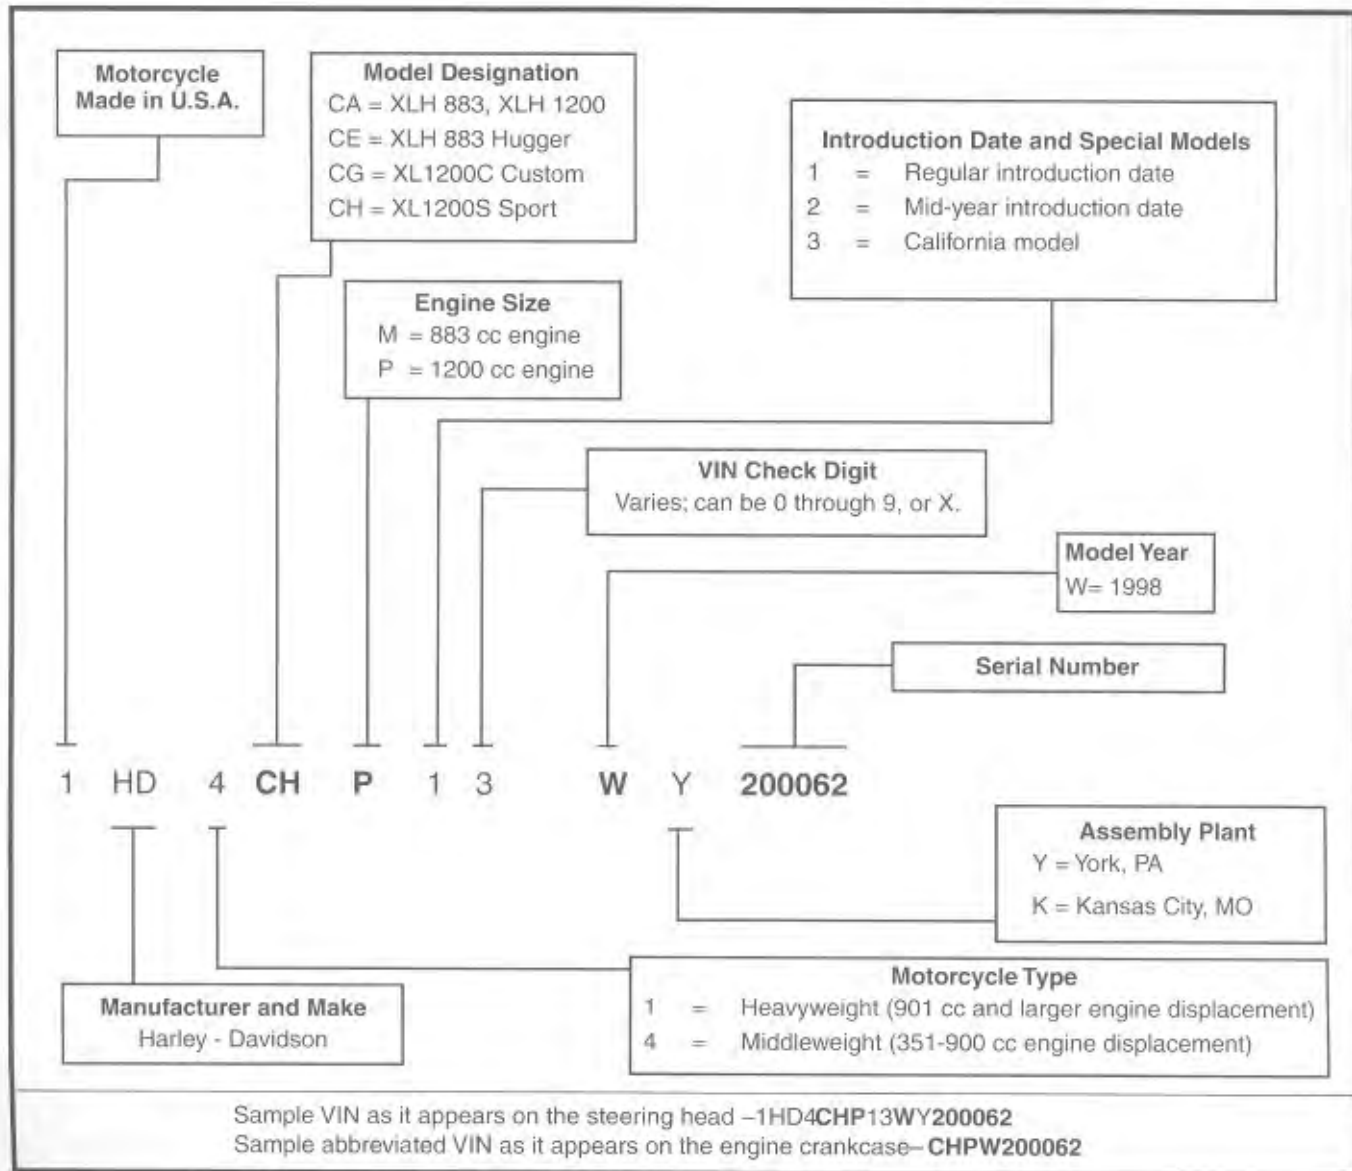 Motorcycle
Made in U.S.A.
Model Designation
CA = XLH 883, XLH 1200
CE = XLH 883 Hugger
CG = XL1200C Custom
CH = XL1200S Sport
Introduction Date and Special Models
1 = Regular introduction date
2 = Mid-year introduction date
3 = California model
Engine Size
M = 883 cc engine
P = 1200 cc engine
VIN Check Digit
Varies; can be 0 through 9, or X.
Model Year
W= 1998
Serial Number
1 HD 4 CH P 1 3 W Y 200062
Assembly Plant
Y = York, PA
K = Kansas City, MO
Motorcycle Type
1 = Heavyweight (901 cc and larger engine displacement)
4 = Middleweight (351-900 cc engine displacement)
Manufacturer and Make
Harley - Davidson
Sample VIN as it appears on the steering head –1HD4CHP13WY200062
Sample abbreviated VIN as it appears on the engine crankcase– CHPW200062